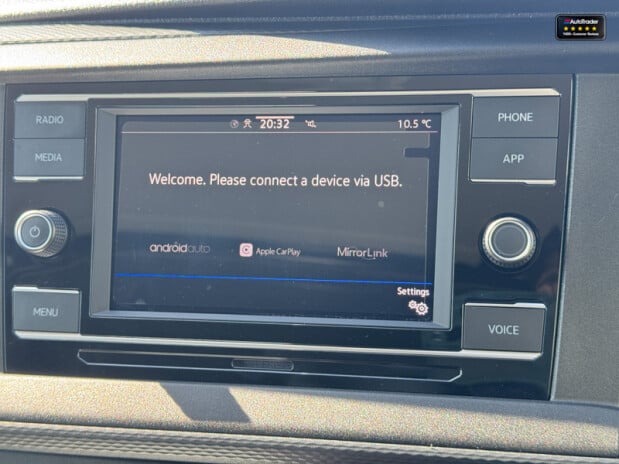 AutoTrader
RADIO
MEDIA
MENU
20:32
10.5 °C
Welcome. Please connect a device via USB.
androidauto
Apple CarPlay
MirrorLink
Settings
PHONE
APP
VOICE